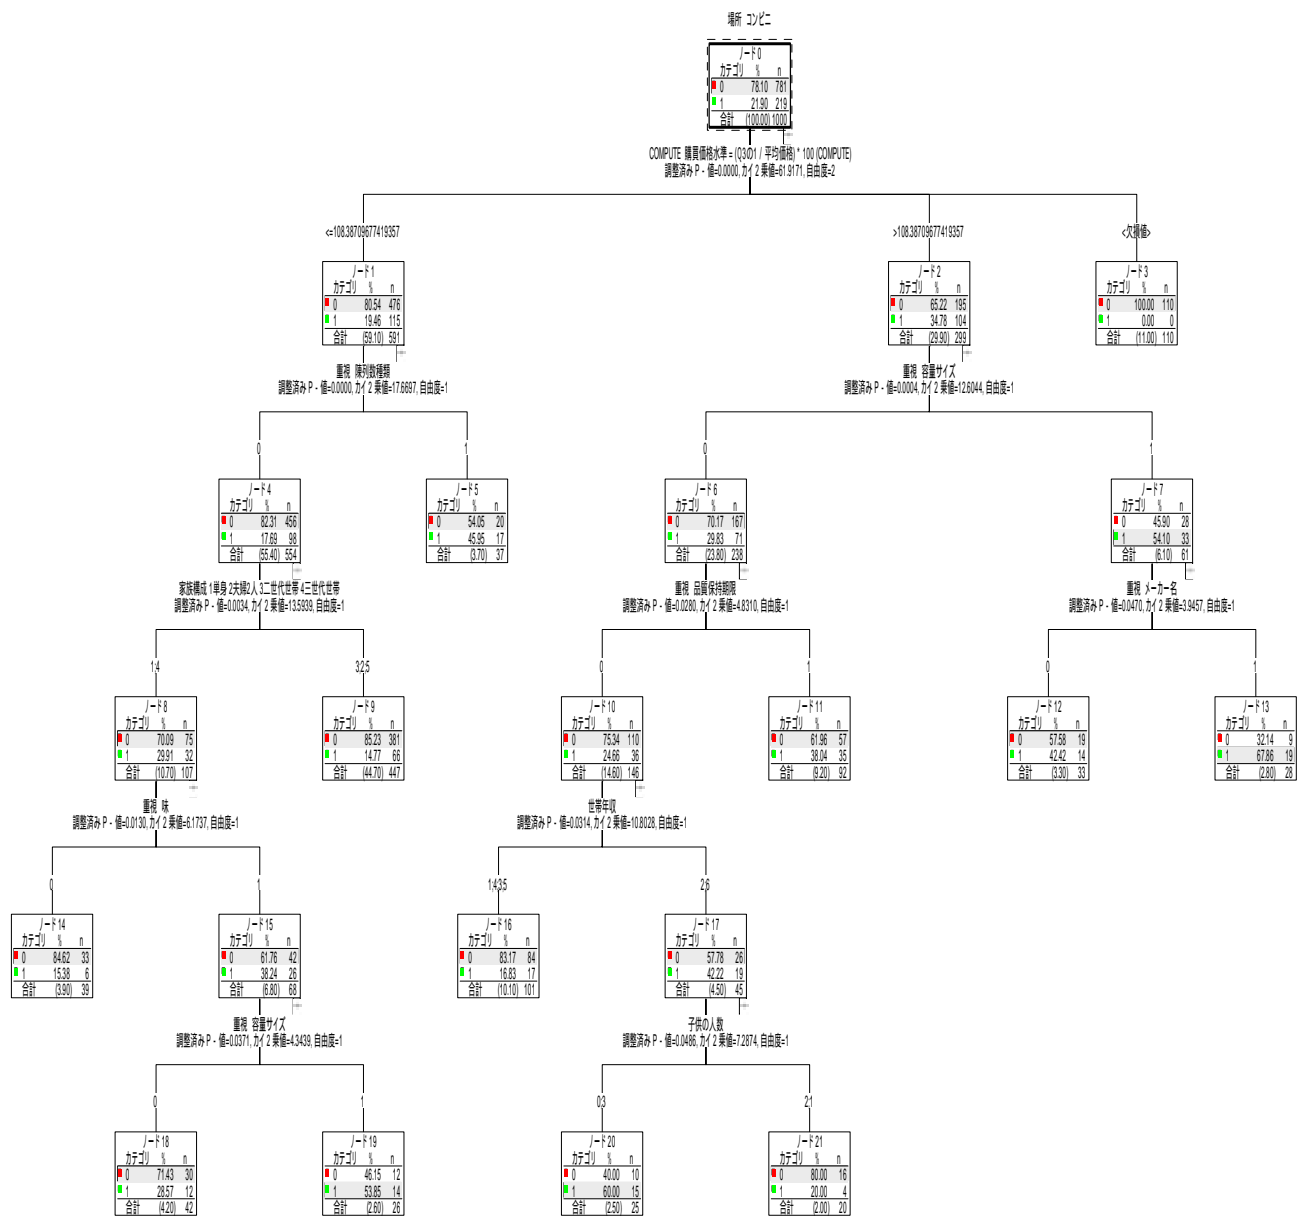 場所 コンビニ
ノード 0
カテゴリ % n
0 78.10 781
1 21.90 219
合計 (100.00) 1000
COMPUTE 購買価格水準 = (Q3の1 / 平均価格) * 100 (COMPUTE)
調整済み P - 値=0.0000, カイ 2 乗値=61.9171, 自由度=2
<=108.38709677419357
>108.38709677419357
<欠損値>
ノード 1
カテゴリ % n
0 80.54 476
1 19.46 115
合計 (59.10) 591
ノード 2
カテゴリ % n
0 65.22 195
1 34.78 104
合計 (29.90) 299
ノード 3
カテゴリ % n
0 100.00 110
1 0.00 0
合計 (11.00) 110
重視 陳列数種類
調整済み P - 値=0.0000, カイ 2 乗値=17.6697, 自由度=1
重視 容量サイズ
調整済み P - 値=0.0004, カイ 2 乗値=12.6044, 自由度=1
0
1
0
1
ノード 4
カテゴリ % n
0 82.31 456
1 17.69 98
合計 (55.40) 554
ノード 5
カテゴリ % n
0 54.05 20
1 45.95 17
合計 (3.70) 37
ノード 6
カテゴリ % n
0 70.17 167
1 29.83 71
合計 (23.80) 238
ノード 7
カテゴリ % n
0 45.90 28
1 54.10 33
合計 (6.10) 61
家族構成 1単身 2夫婦2人 3二世代世帯 4三世代世帯
調整済み P - 値=0.0034, カイ 2 乗値=13.5939, 自由度=1
重視 品質保持期限
調整済み P - 値=0.0280, カイ 2 乗値=4.8310, 自由度=1
重視 メーカー名
調整済み P - 値=0.0470, カイ 2 乗値=3.9457, 自由度=1
1;4
3;2;5
0
1
0
1
ノード 8
カテゴリ % n
0 70.09 75
1 29.91 32
合計 (10.70) 107
ノード 9
カテゴリ % n
0 85.23 381
1 14.77 66
合計 (44.70) 447
ノード 10
カテゴリ % n
0 75.34 110
1 24.66 36
合計 (14.60) 146
ノード 11
カテゴリ % n
0 61.96 57
1 38.04 35
合計 (9.20) 92
ノード 12
カテゴリ % n
0 57.58 19
1 42.42 14
合計 (3.30) 33
ノード 13
カテゴリ % n
0 32.14 9
1 67.86 19
合計 (2.80) 28
重視 味
調整済み P - 値=0.0130, カイ 2 乗値=6.1737, 自由度=1
世帯年収
調整済み P - 値=0.0314, カイ 2 乗値=10.8028, 自由度=1
0
1
1;4;3;5
2;6
ノード 14
カテゴリ % n
0 84.62 33
1 15.38 6
合計 (3.90) 39
ノード 15
カテゴリ % n
0 61.76 42
1 38.24 26
合計 (6.80) 68
ノード 16
カテゴリ % n
0 83.17 84
1 16.83 17
合計 (10.10) 101
ノード 17
カテゴリ % n
0 57.78 26
1 42.22 19
合計 (4.50) 45
重視 容量サイズ
調整済み P - 値=0.0371, カイ 2 乗値=4.3439, 自由度=1
子供の人数
調整済み P - 値=0.0486, カイ 2 乗値=7.2874, 自由度=1
0
1
0;3
2;1
ノード 18
カテゴリ % n
0 71.43 30
1 28.57 12
合計 (4.20) 42
ノード 19
カテゴリ % n
0 46.15 12
1 53.85 14
合計 (2.60) 26
ノード 20
カテゴリ % n
0 40.00 10
1 60.00 15
合計 (2.50) 25
ノード 21
カテゴリ % n
0 80.00 16
1 20.00 4
合計 (2.00) 20